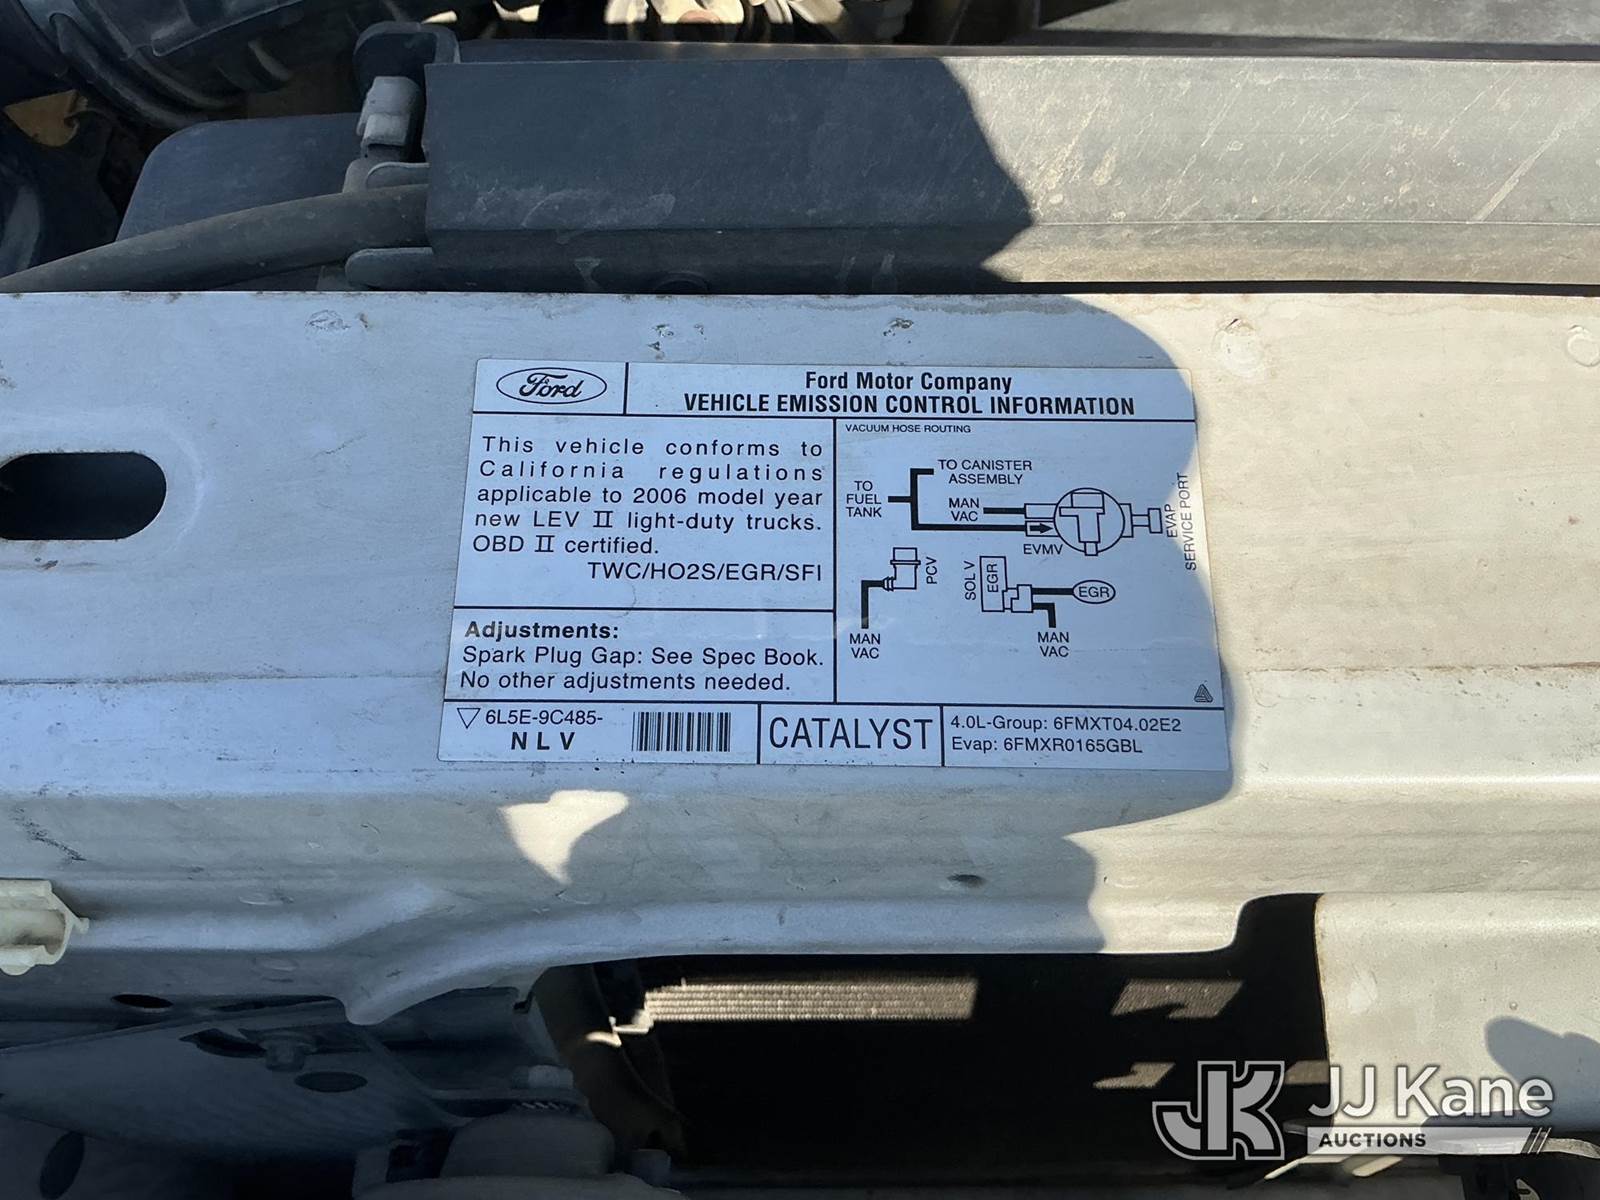 Ford
Ford Motor Company
VEHICLE EMISSION CONTROL INFORMATION
This vehicle conforms to
California regulations
applicable to 2006 model year
new LEV II light-duty trucks.
OBD II certified.
TWC/HO2S/EGR/SFI
Adjustments:
Spark Plug Gap: See Spec Book.
No other adjustments needed.
VACUUM HOSE ROUTING
TO CANISTER
ASSEMBLY
TO
FUEL
TANK
MAN
VAC
EVMV
EVAP
SERVICE PORT
PCV
MAN
VAC
SOL V
EGR
EGR
MAN
VAC
6L5E-9C485-
NLV
CATALYST
4.0L-Group: 6FMXT04.02E2
Evap: 6FMXR0165GBL
JK
JJ Kane
AUCTIONS